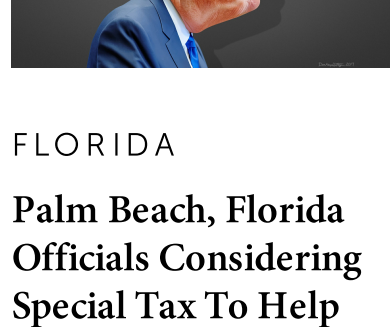 FLORIDA
Palm Beach, Florida
Officials Considering
Special Tax To Help